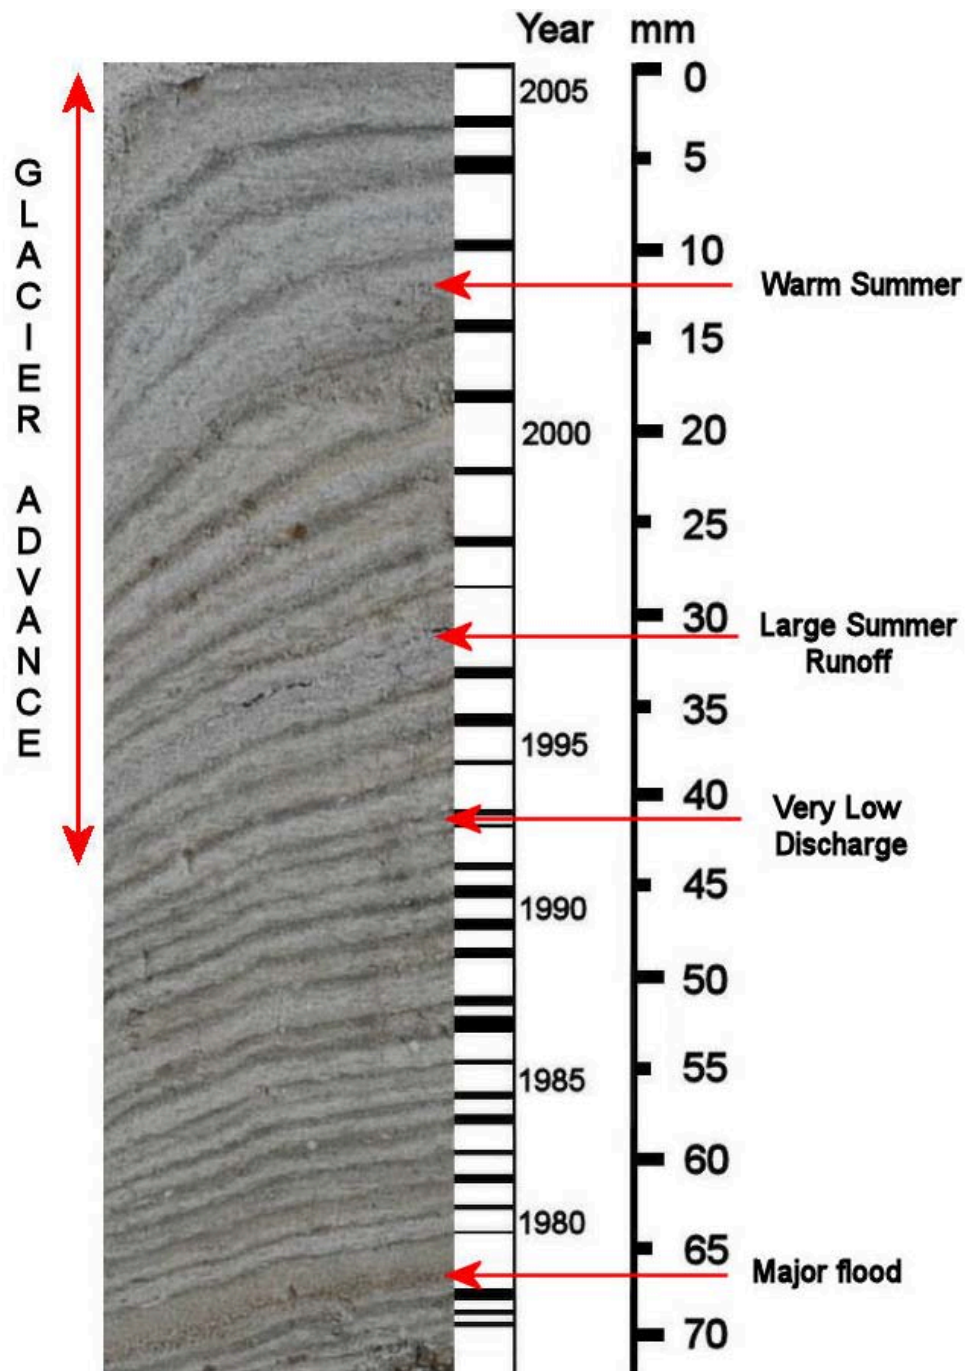 Year mm
2005 0
5
10
Warm Summer
15
2000 20
25
30
Large Summer
Runoff
35
1995
40
Very Low
Discharge
45
1990
50
55
1985
60
1980
65
Major flood
70
GLACIER ADVANCE